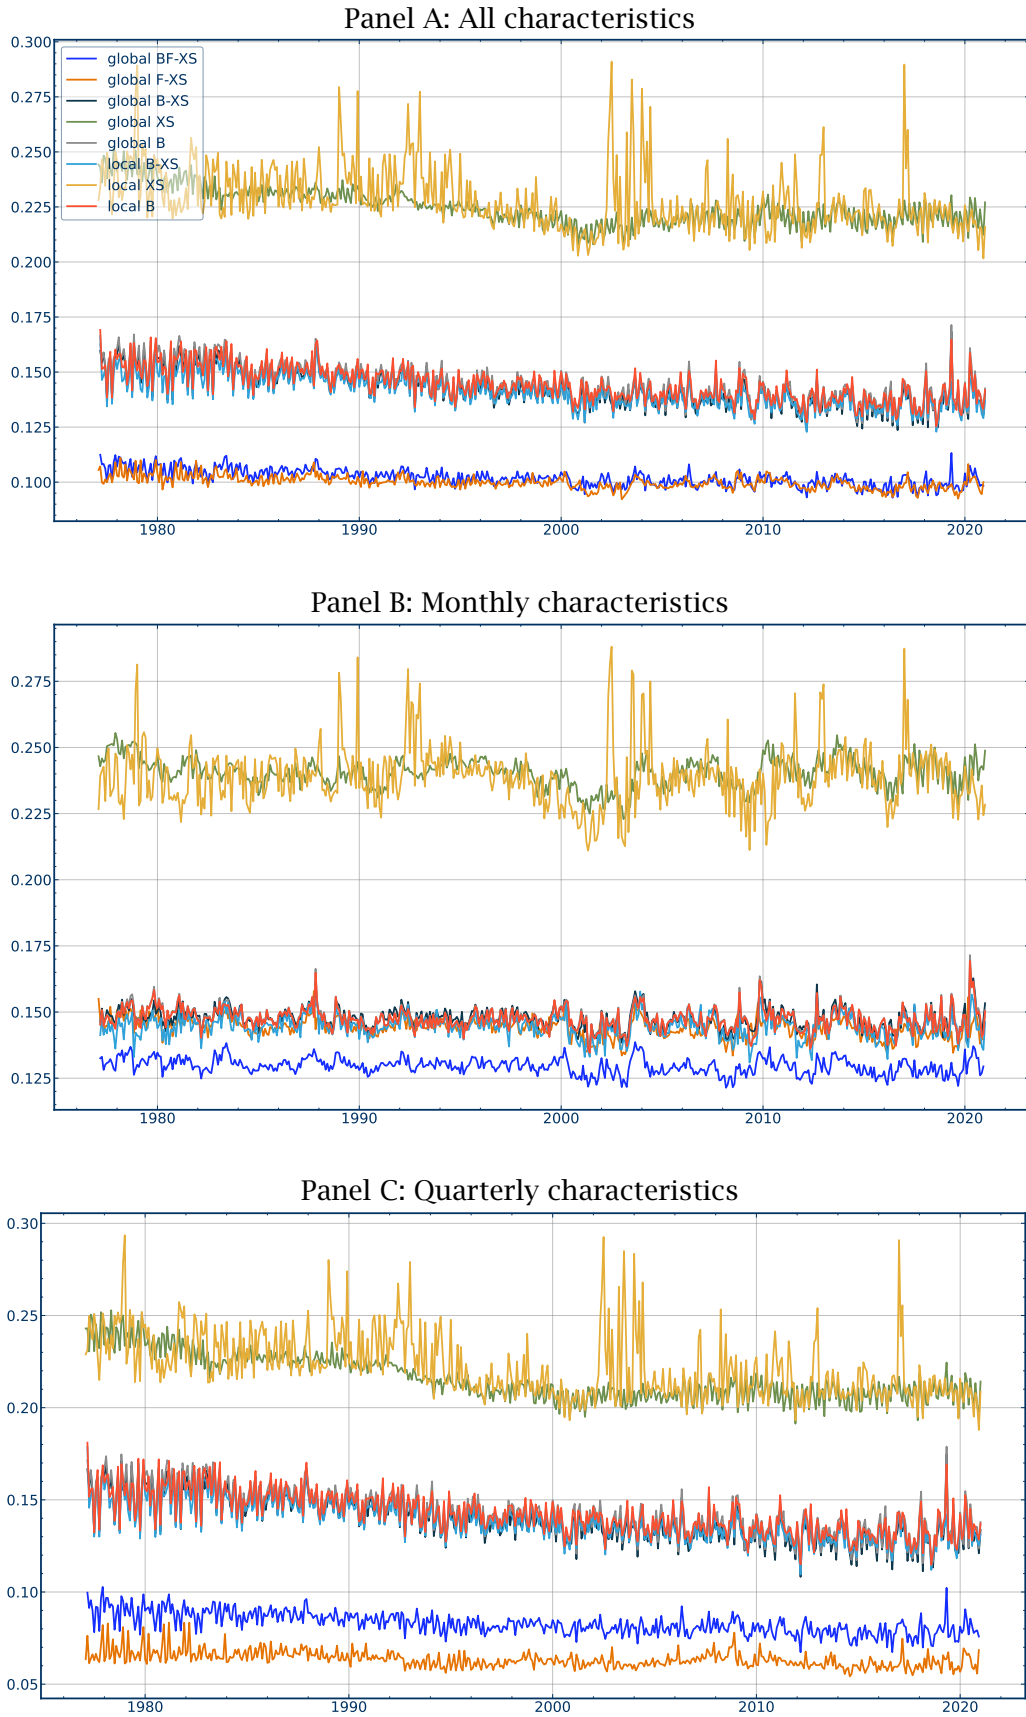 Panel A: All characteristics
0.300
0.275
0.250
0.225
0.200
0.175
0.150
0.125
0.100
global BF-XS
global F-XS
global B-XS
global XS
global B
local B-XS
local XS
local B
1980 1990 2000 2010 2020
Panel B: Monthly characteristics
0.275
0.250
0.225
0.200
0.175
0.150
0.125
1980 1990 2000 2010 2020
Panel C: Quarterly characteristics
0.30
0.25
0.20
0.15
0.10
0.05
1980 1990 2000 2010 2020